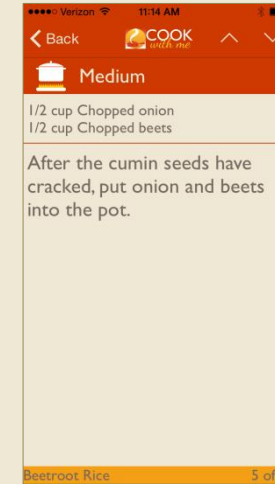 Verizon 11:14 AM
Back COOK with me
Medium
1/2 cup Chopped onion
1/2 cup Chopped beets
After the cumin seeds have
cracked, put onion and beets
into the pot.
Beetroot Rice 5 of